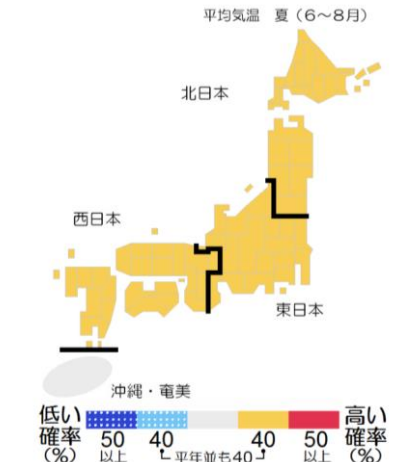 平均気温 夏（6～8月）
北日本
西日本
東日本
沖縄・奄美
低い 高い
確率 50 40 40 50 確率
(%) 以上 平年並も40 以上 (%)